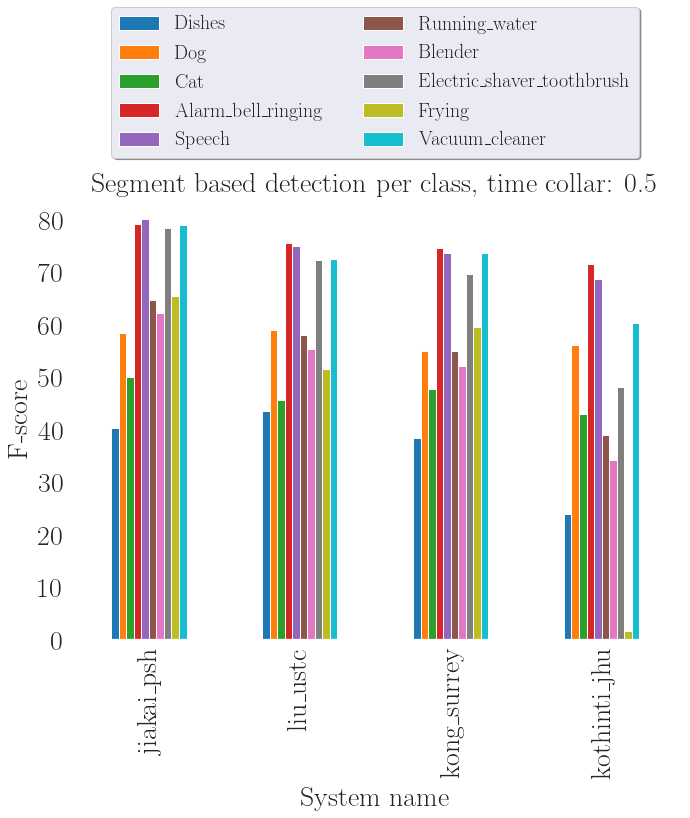 Dishes
Dog
Cat
Alarm_bell_ringing
Speech
Running_water
Blender
Electric_shaver_toothbrush
Frying
Vacuum_cleaner
Segment based detection per class, time collar: 0.5
F-score
80
70
60
50
40
30
20
10
0
jiakai_psh
liu_ustc
kong_surrey
kothinti_jhu
System name